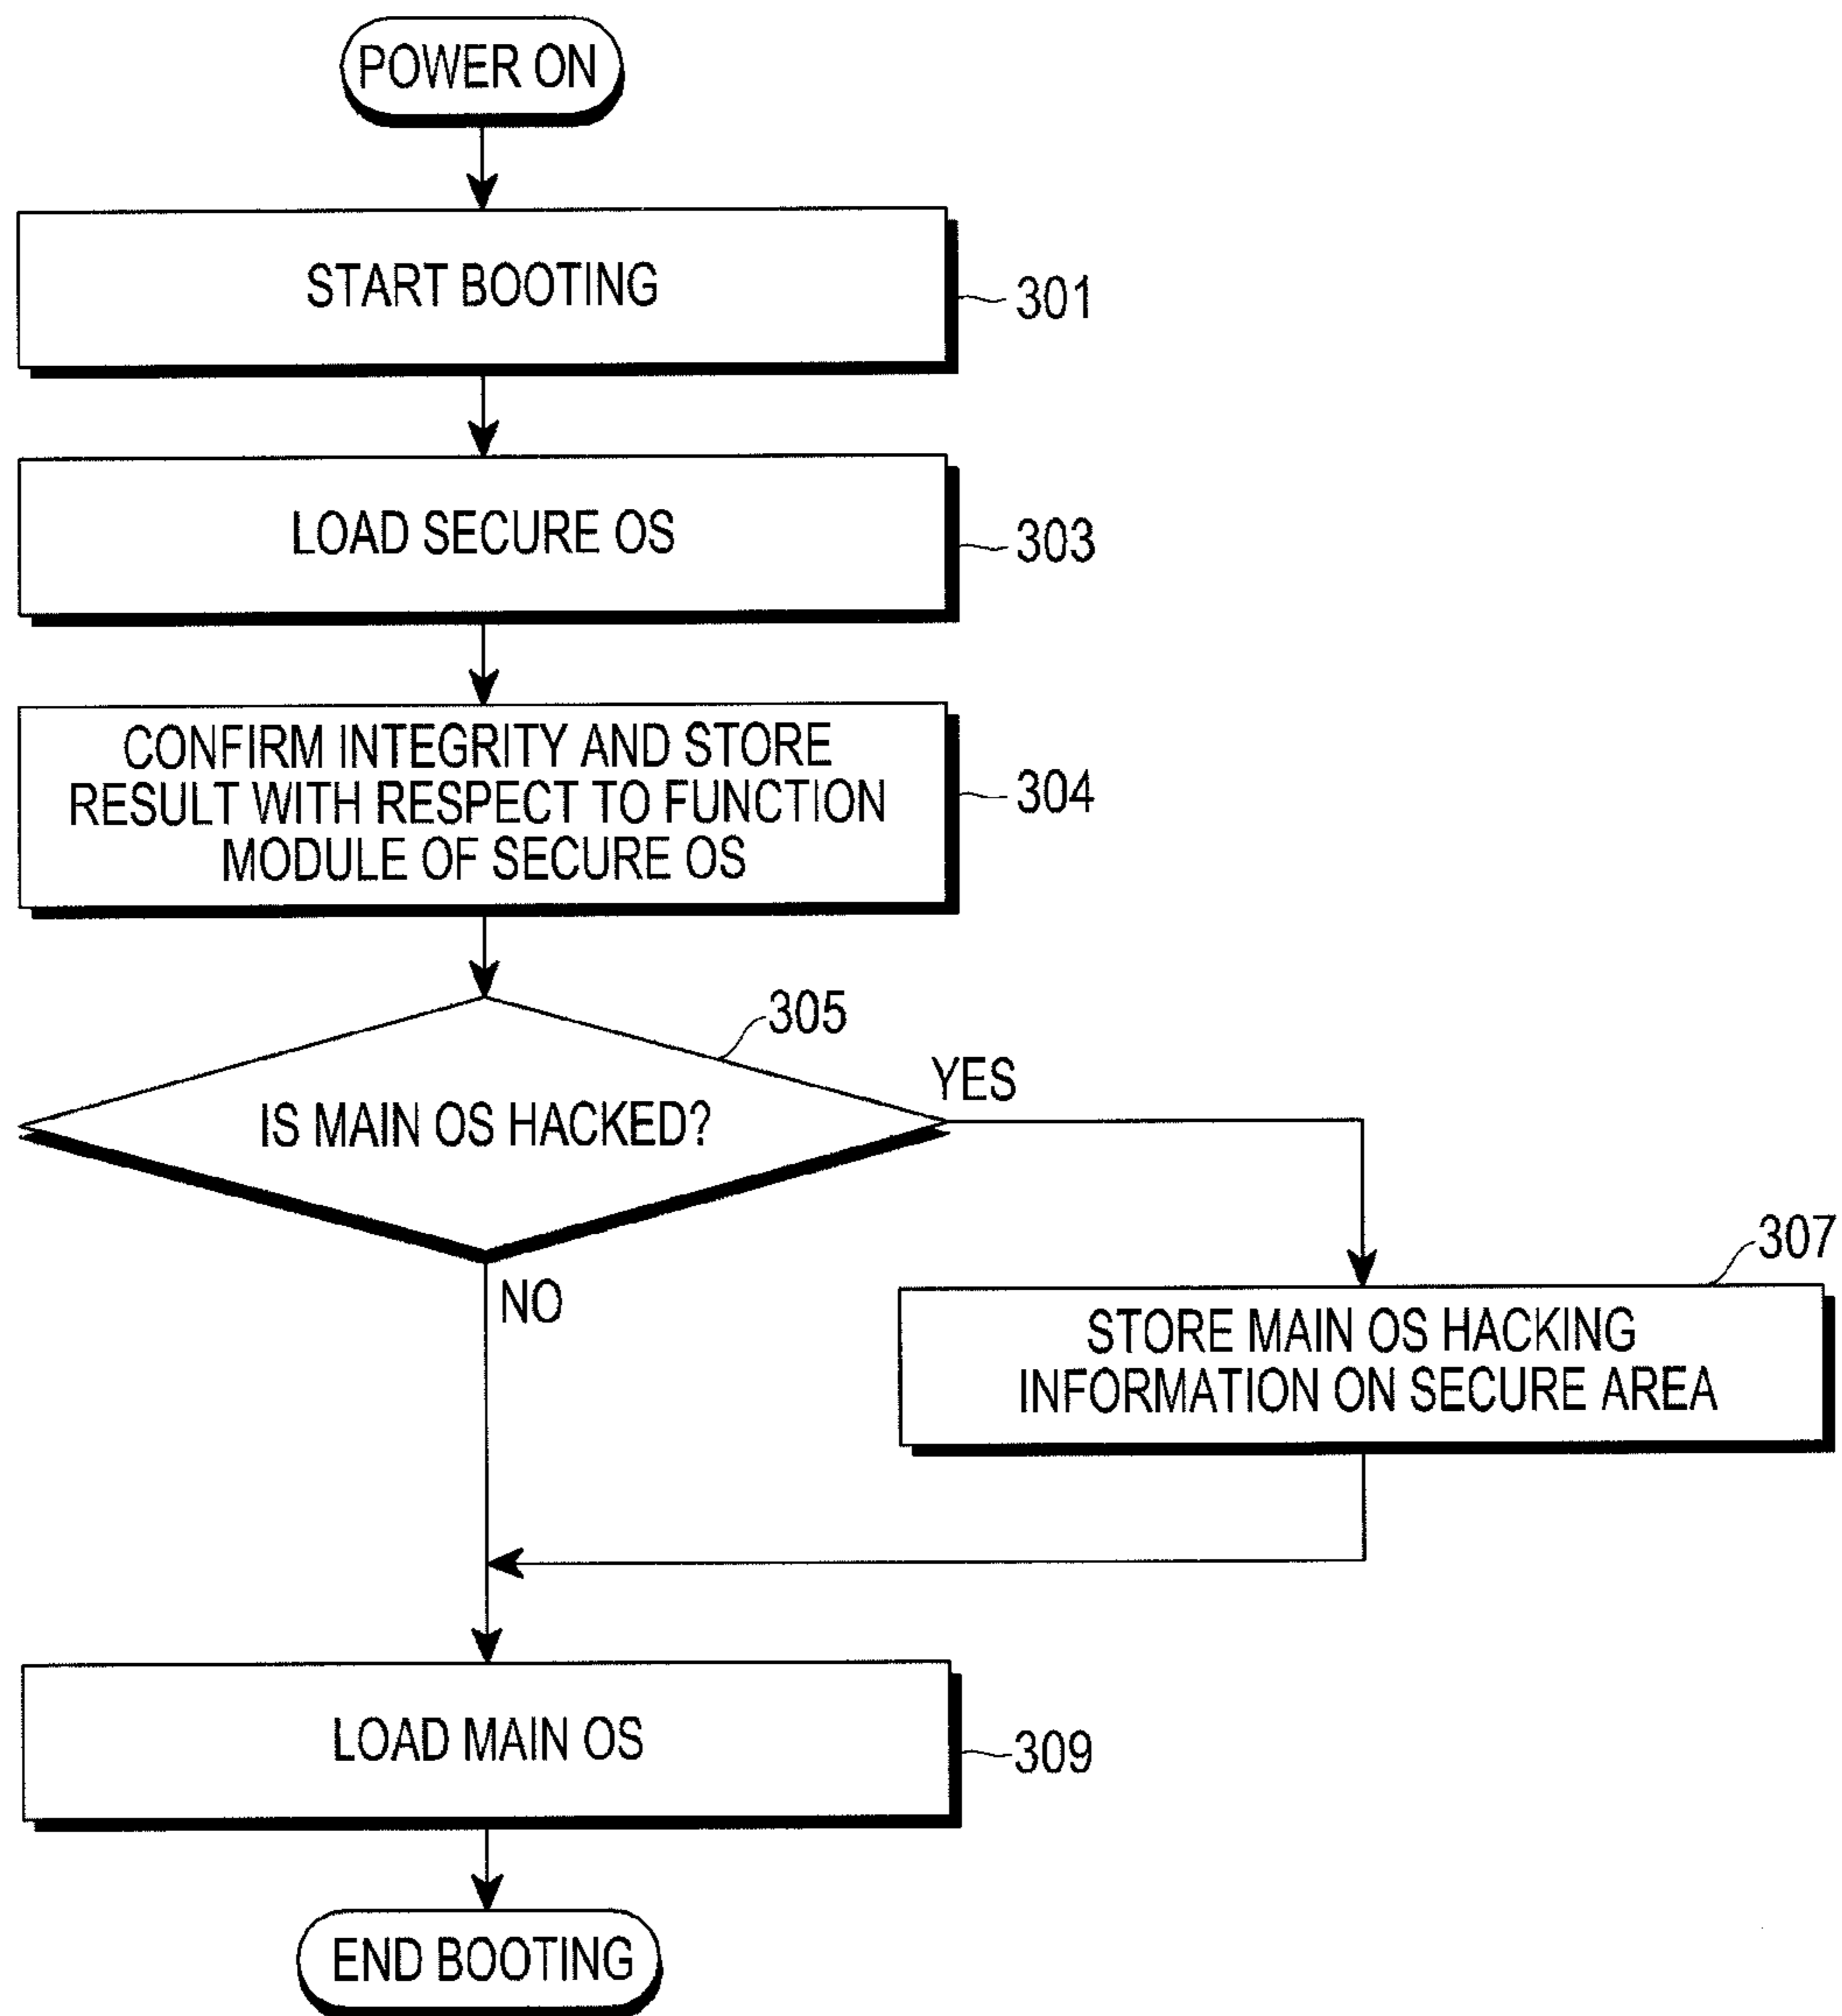 POWER ON
START BOOTING
301
LOAD SECURE OS
303
CONFIRM INTEGRITY AND STORE
RESULT WITH RESPECT TO FUNCTION
MODULE OF SECURE OS
304
305
IS MAIN OS HACKED?
YES
NO
307
STORE MAIN OS HACKING
INFORMATION ON SECURE AREA
LOAD MAIN OS
309
END BOOTING